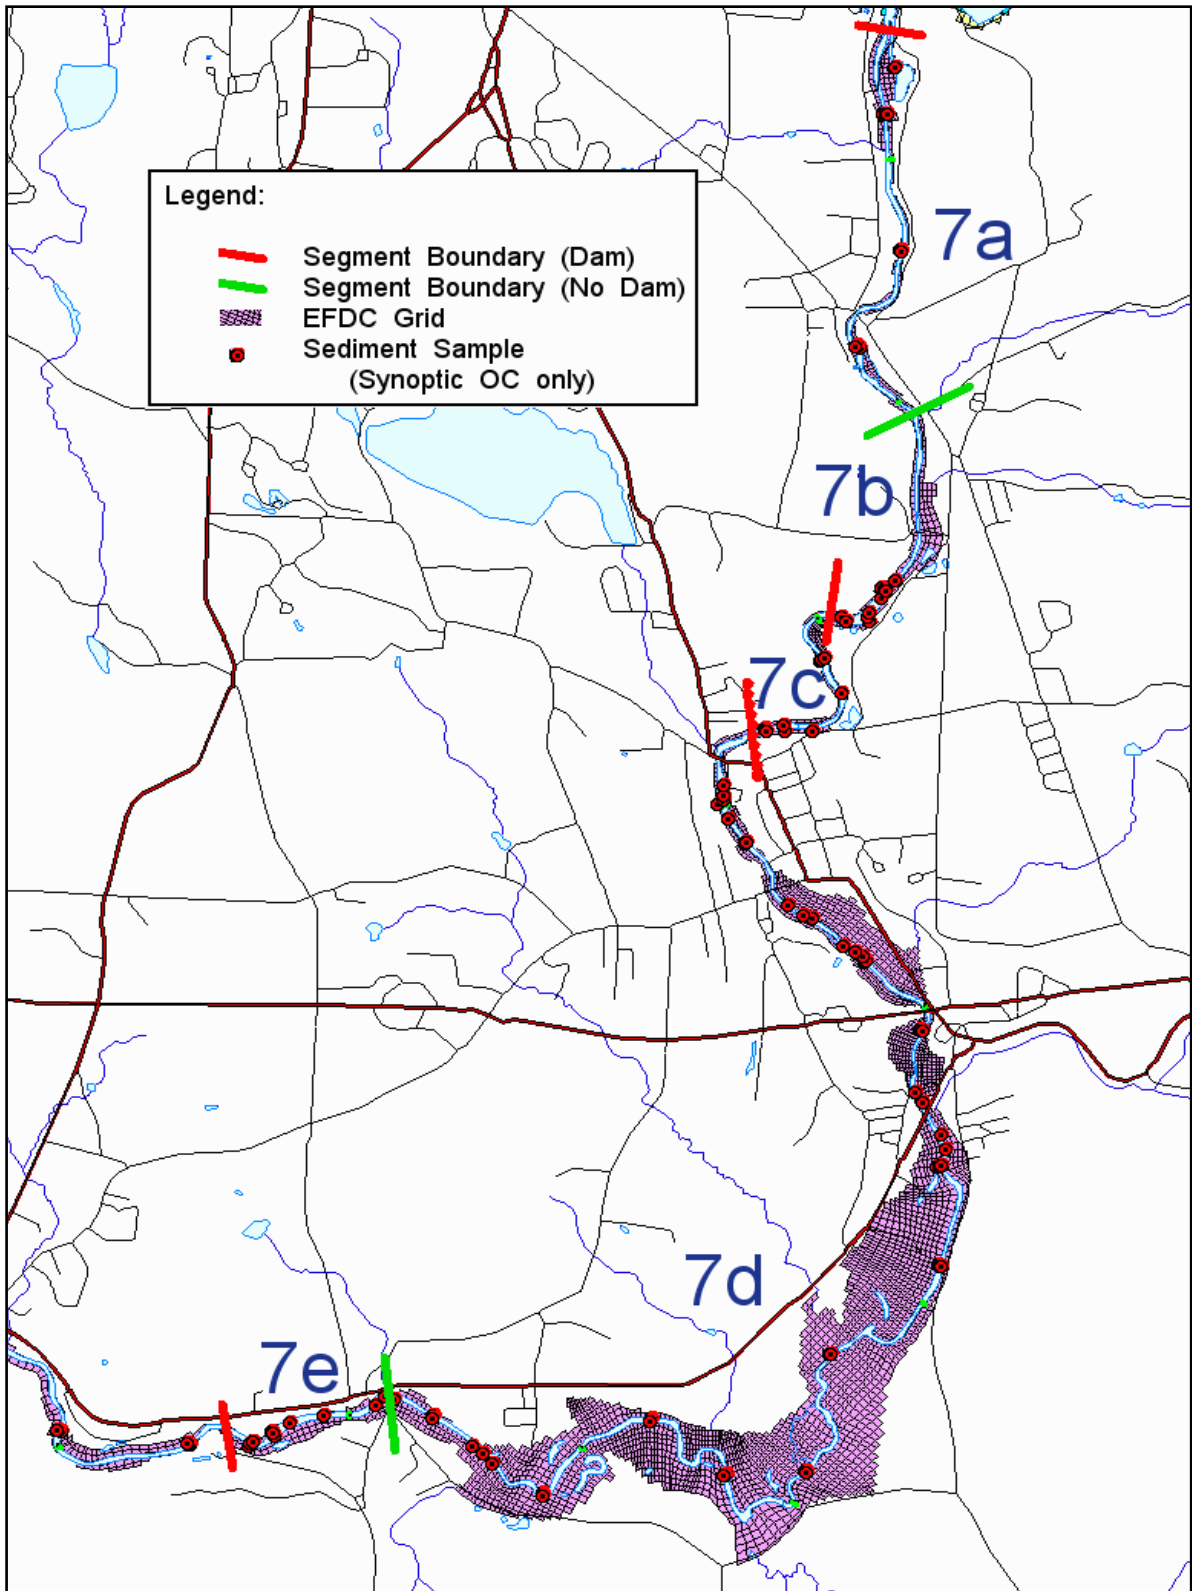 Legend:
Segment Boundary (Dam)
Segment Boundary (No Dam)
EFDC Grid
Sediment Sample
(Synoptic OC only)
7a
7b
7c
7d
7e